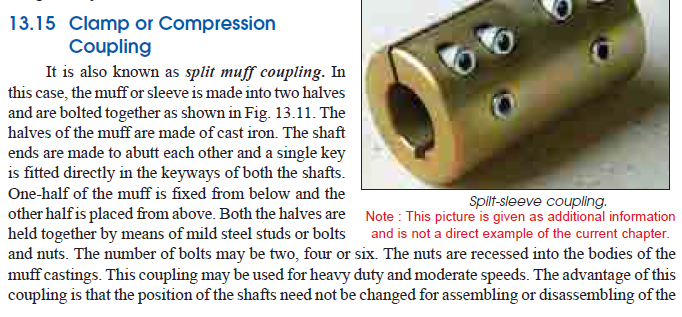 13.15 Clamp or Compression
Coupling
It is also known as split muff coupling. In
this case, the muff or sleeve is made into two halves
and are bolted together as shown in Fig. 13.11. The
halves of the muff are made of cast iron. The shaft
ends are made to abutt each other and a single key
is fitted directly in the keyways of both the shafts.
One-half of the muff is fixed from below and the
other half is placed from above. Both the halves are
held together by means of mild steel studs or bolts
and nuts. The number of bolts may be two, four or six. The nuts are recessed into the bodies of the
muff castings. This coupling may be used for heavy duty and moderate speeds. The advantage of this
coupling is that the position of the shafts need not be changed for assembling or disassembling of the
Spilt-sleeve coupling.
Note : This picture is given as additional information
and is not a direct example of the current chapter.